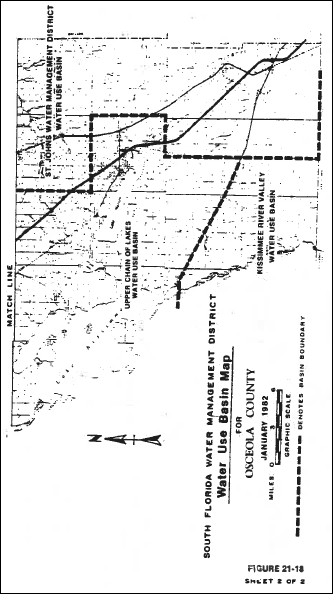 MATCH LINE
ST JOHNS WATER MANAGEMENT DISTRICT
WATER USE BASIN
UPPER CHAIN OF LAKES
WATER USE BASIN
KISSIMMEE RIVER VALLEY
WATER USE BASIN
N
SOUTH FLORIDA WATER MANAGEMENT DISTRICT
Water Use Basin Map
FOR
OSCEOLA COUNTY
JANUARY 1982
MILES 0 3 6
GRAPHIC SCALE
DENOTES BASIN BOUNDARY
FIGURE 21-18
SHEET 2 OF 2